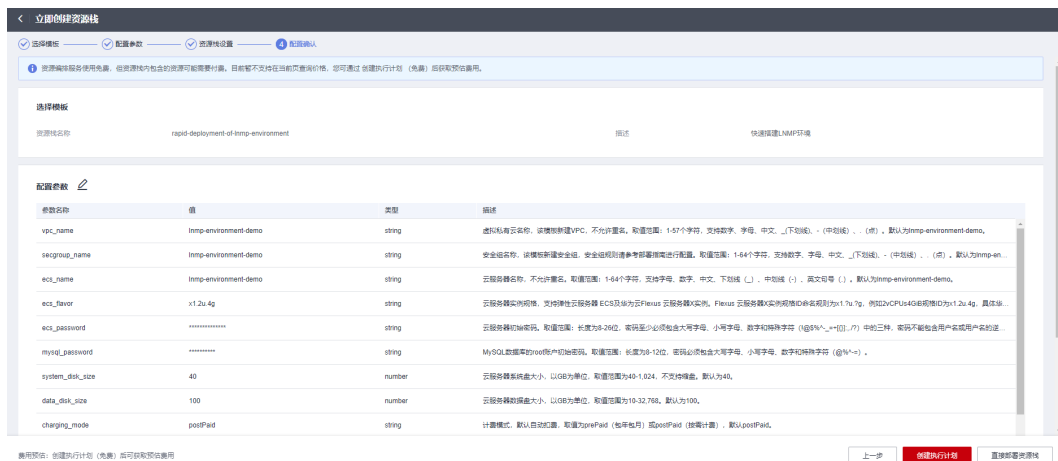 < 立即创建资源栈
选择模板 配置参数 资源栈设置 4 配置确认
资源编排服务使用免费，但资源栈内包含的资源可能需要付费。目前暂不支持在当前页查询价格，您可通过 创建执行计划 （免费）后获取预估费用。
选择模板
资源栈名称 rapid-deployment-of-lnmp-environment 描述 快速搭建LNMP环境
配置参数
参数名称 值 类型 描述
vpc_name lnmp-environment-demo string 虚拟私有云名称，该模板新建VPC，不允许重名。取值范围：1-57个字符，支持数字、字母、中文、_(下划线)、-（中划线）、.（点）。默认为lnmp-environment-demo。
secgroup_name lnmp-environment-demo string 安全组名称，该模板新建安全组，安全组规则请参考部署指南进行配置。取值范围：1-64个字符，支持数字、字母、中文、_(下划线)、-（中划线）、.（点）。默认为lnmp-en...
ecs_name lnmp-environment-demo string 云服务器名称，不允许重名。取值范围：1-64个字符，支持字母、数字、中文、下划线（_）、中划线（-）、英文句号（.）。默认为lnmp-environment-demo。
ecs_flavor x1.2u.4g string 云服务器实例规格，支持弹性云服务器 ECS及华为云Flexus 云服务器X实例。Flexus 云服务器X实例规格ID命名规则为x1.?u.?g，例如2vCPUs4GiB规格ID为x1.2u.4g，具体华...
ecs_password ************** string 云服务器初始密码。取值范围：长度为8-26位，密码至少必须包含大写字母、小写字母、数字和特殊字符（!@$%^-_=+[{}]:,./?）中的三种，密码不能包含用户名或用户名的逆...
mysql_password ********** string MySQL数据库的root账户初始密码。取值范围：长度为8-12位，密码必须包含大写字母、小写字母、数字和特殊字符（@%^-=）。
system_disk_size 40 number 云服务器系统盘大小，以GB为单位，取值范围为40-1,024，不支持缩盘。默认为40。
data_disk_size 100 number 云服务器数据盘大小，以GB为单位，取值范围为10-32,768。默认为100。
charging_mode postPaid string 计费模式，默认自动扣费，取值为prePaid（包年包月）或postPaid（按需计费），默认postPaid。
费用预估：创建执行计划（免费）后可获取预估费用 上一步 创建执行计划 直接部署资源栈